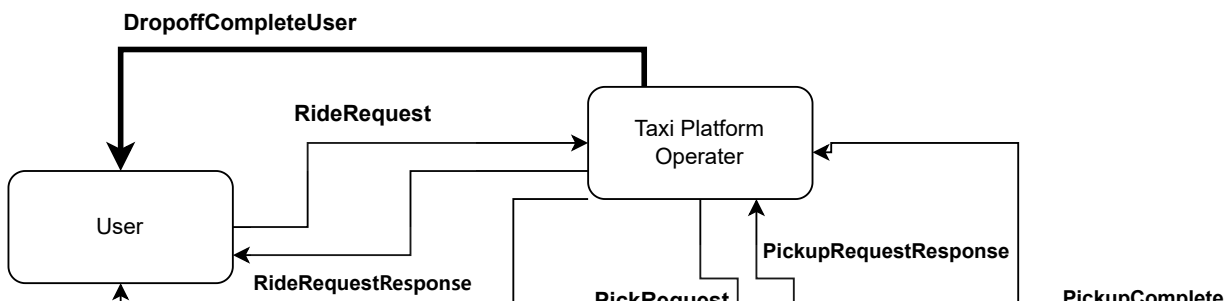 DropoffCompleteUser
RideRequest
Taxi Platform
Operater
User
PickupRequestResponse
RideRequestResponse
PickRequest
PickupComplete